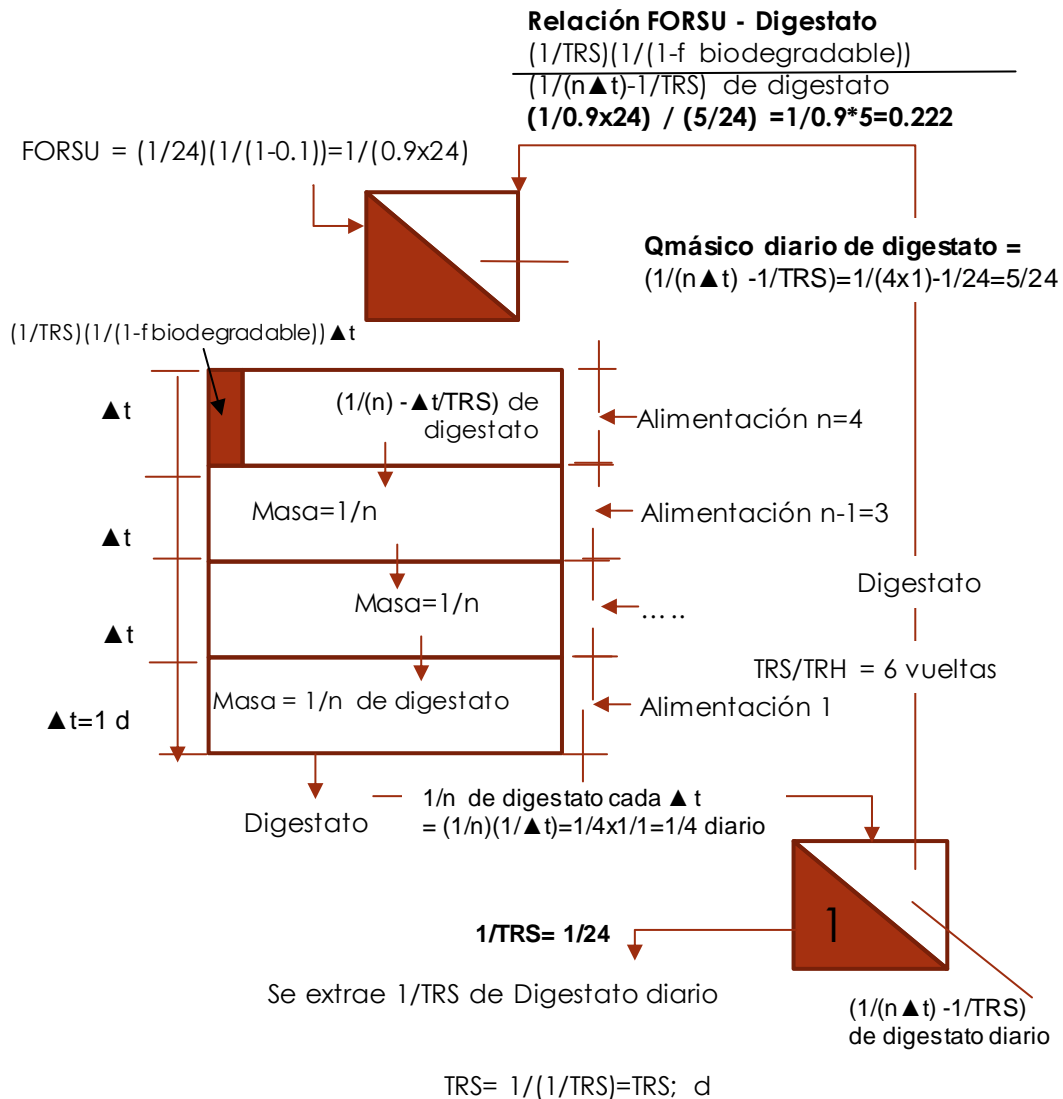 Relación FORSU - Digestato
(1/TRS)(1/(1-f biodegradable))
(1/(n▲t)-1/TRS) de digestato
(1/0.9x24) / (5/24) =1/0.9*5=0.222
FORSU = (1/24)(1/(1-0.1))=1/(0.9x24)
Qmásico diario de digestato =
(1/(n▲t) -1/TRS)=1/(4x1)-1/24=5/24
(1/TRS)(1/(1-f biodegradable))▲t
▲t
(1/(n) -▲t/TRS) de
digestato
Alimentación n=4
▲t
Masa=1/n
Alimentación n-1=3
▲t
Masa=1/n
.....
Digestato
TRS/TRH = 6 vueltas
▲t=1 d
Masa = 1/n de digestato
Alimentación 1
Digestato
1/n de digestato cada ▲t
= (1/n)(1/▲t)=1/4x1/1=1/4 diario
1
1/TRS= 1/24
Se extrae 1/TRS de Digestato diario
(1/(n▲t) -1/TRS)
de digestato diario
TRS= 1/(1/TRS)=TRS; d